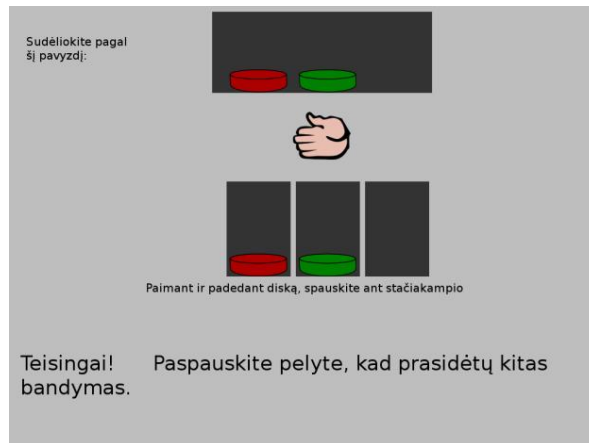 Sudėliokite pagal
šį pavyzdį:
Paimant ir padedant diską, spauskite ant stačiakampio
Teisingai! Paspauskite pelyte, kad prasidėtų kitas
bandymas.